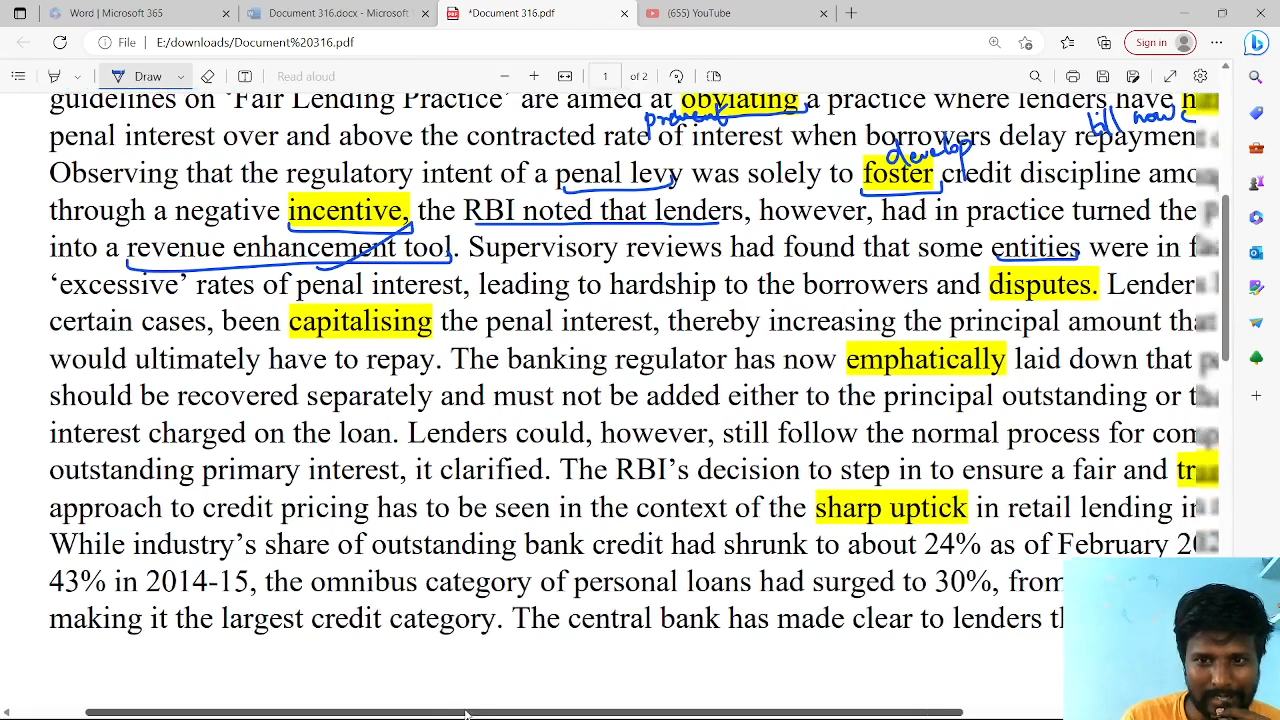 Word | Microsoft 365
Document 316.docx - Microsoft
*Document 316.pdf
(655) YouTube
File
E:/downloads/Document%20316.pdf
Sign in
Draw
Read aloud
1
of 2
guidelines on ‘Fair Lending Practice’ are aimed at obviating a practice where lenders have
prevent
till now
penal interest over and above the contracted rate of interest when borrowers delay repaymen
develop
Observing that the regulatory intent of a penal levy was solely to foster credit discipline amo
through a negative incentive, the RBI noted that lenders, however, had in practice turned the
into a revenue enhancement tool. Supervisory reviews had found that some entities were in f
‘excessive’ rates of penal interest, leading to hardship to the borrowers and disputes. Lender
certain cases, been capitalising the penal interest, thereby increasing the principal amount tha
would ultimately have to repay. The banking regulator has now emphatically laid down that
should be recovered separately and must not be added either to the principal outstanding or t
interest charged on the loan. Lenders could, however, still follow the normal process for com
outstanding primary interest, it clarified. The RBI’s decision to step in to ensure a fair and tr
approach to credit pricing has to be seen in the context of the sharp uptick in retail lending in
While industry’s share of outstanding bank credit had shrunk to about 24% as of February 20
43% in 2014-15, the omnibus category of personal loans had surged to 30%, from
making it the largest credit category. The central bank has made clear to lenders th